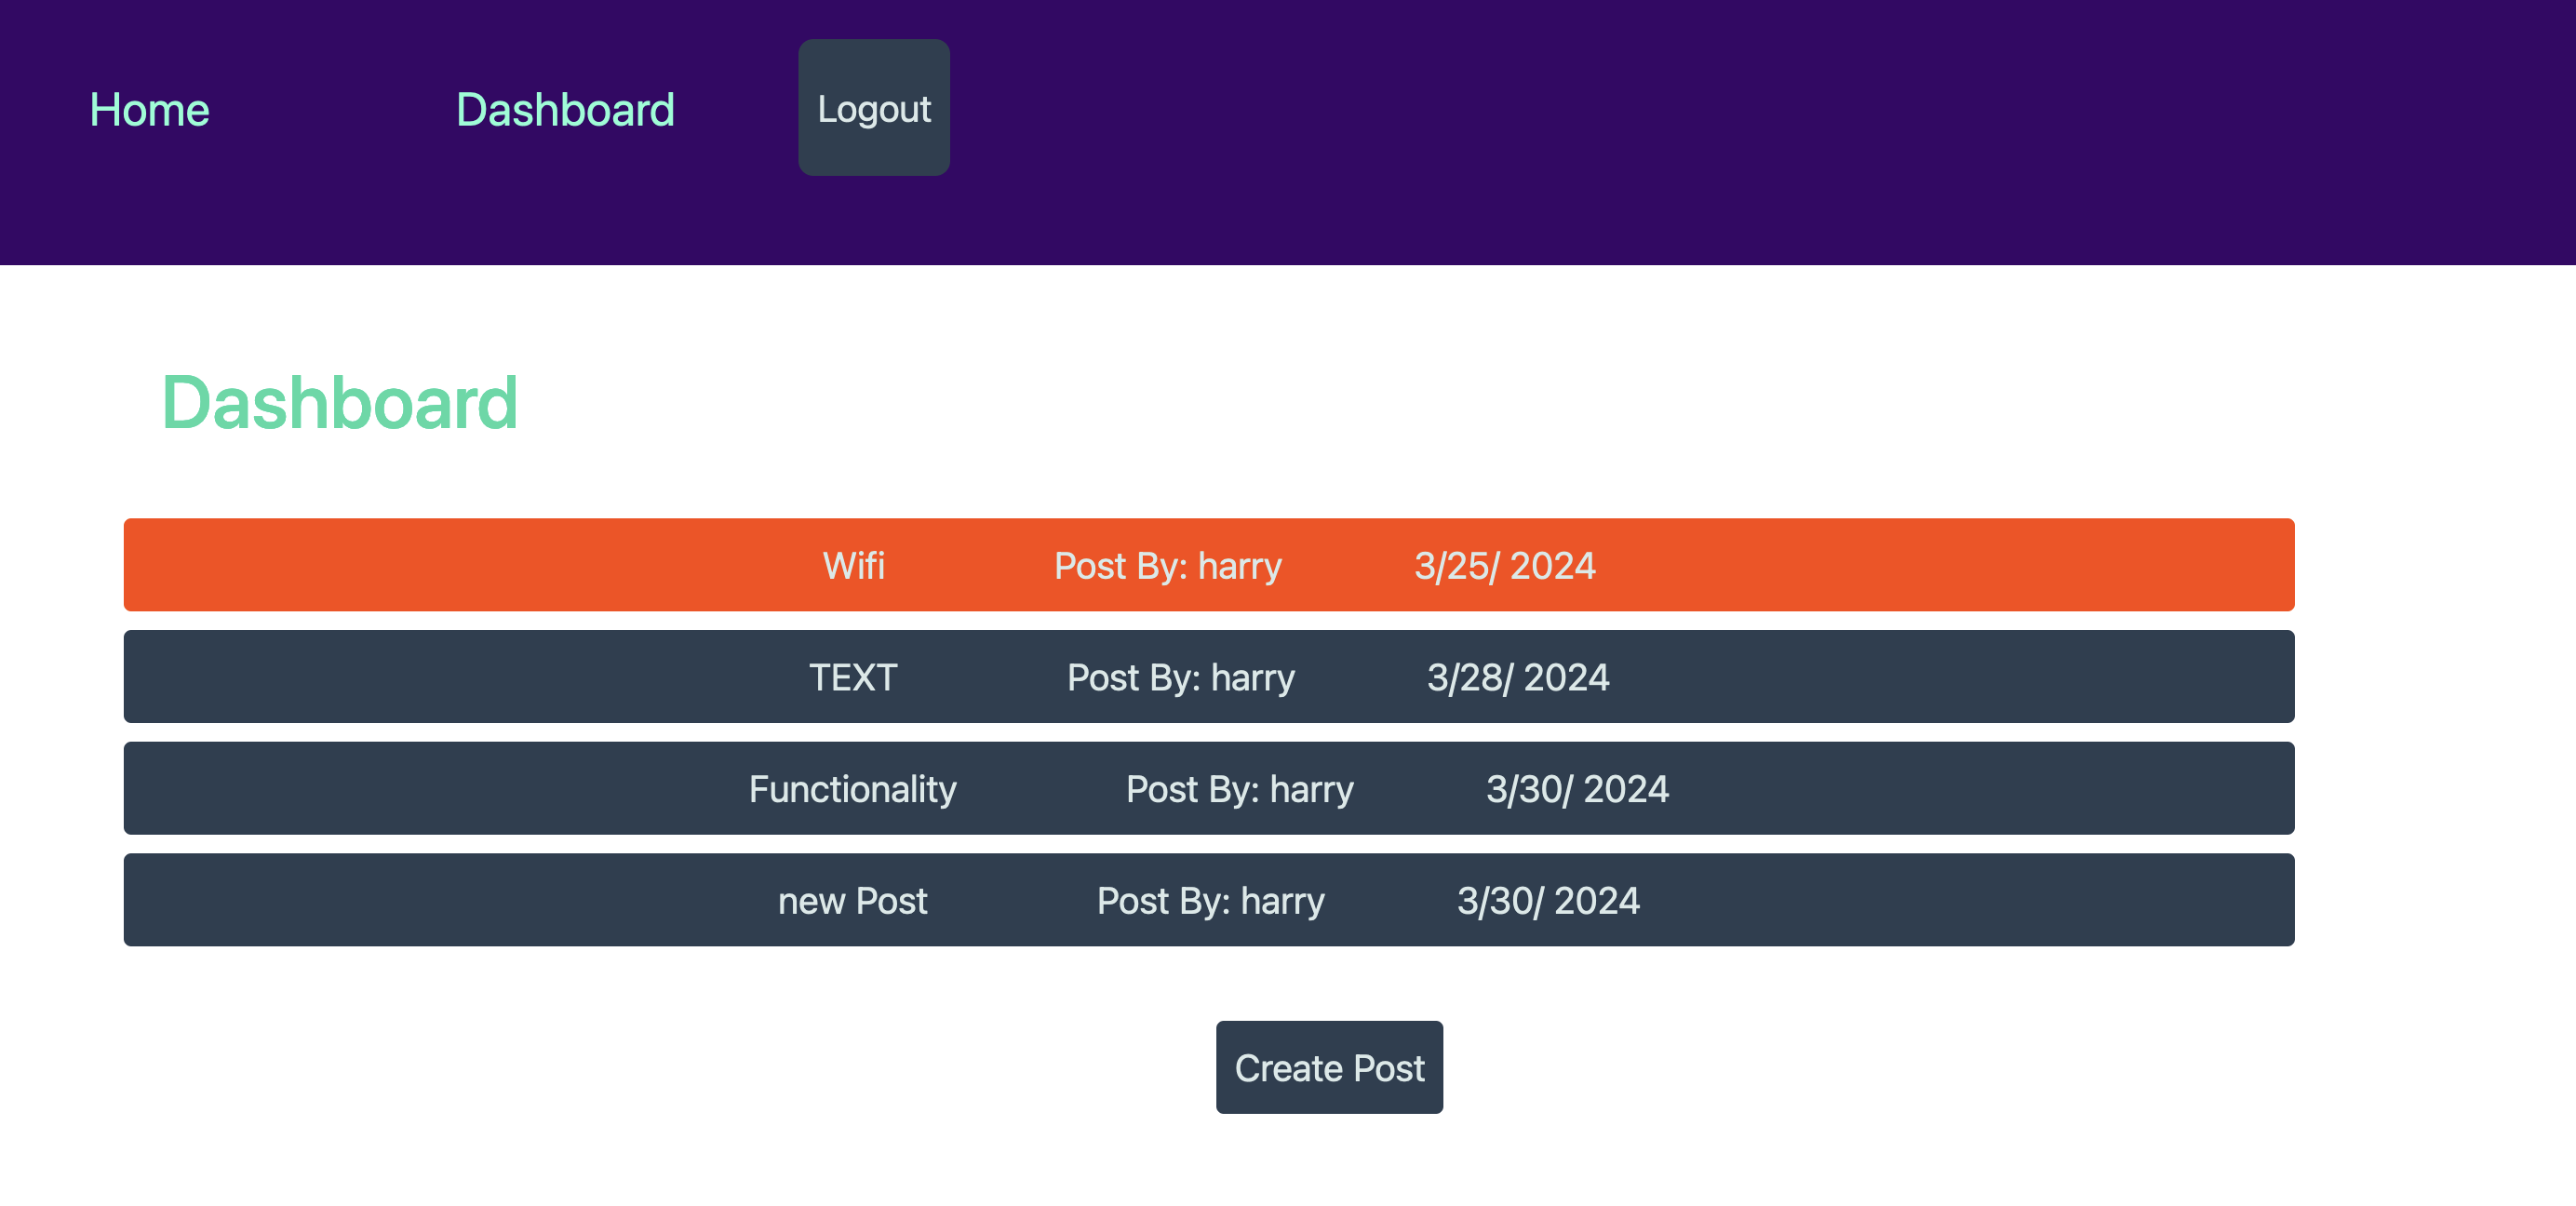 Home Dashboard Logout
Dashboard
Wifi Post By: harry 3/25/ 2024
TEXT Post By: harry 3/28/ 2024
Functionality Post By: harry 3/30/ 2024
new Post Post By: harry 3/30/ 2024
Create Post